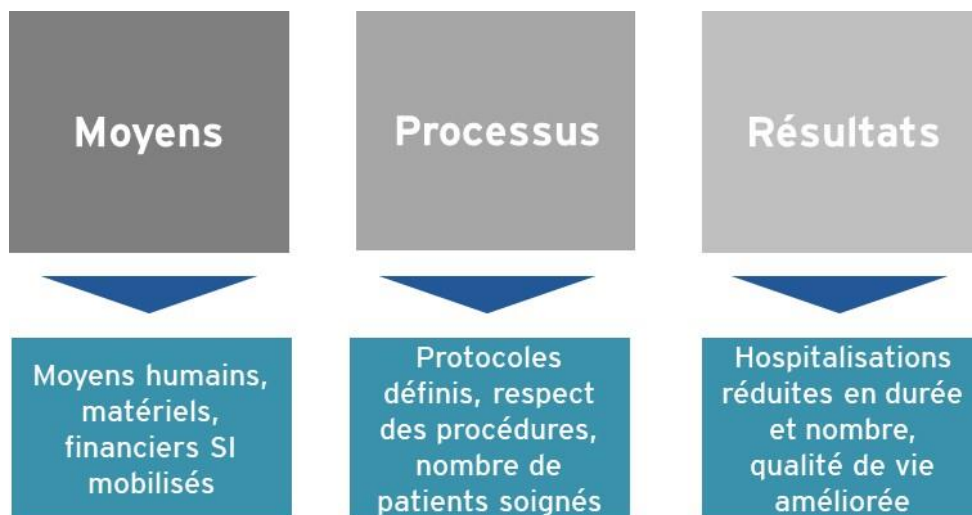 Moyens
Processus
Résultats
Moyens humains,
matériels,
financiers SI
mobilisés
Protocoles
définis, respect
des procédures,
nombre de
patients soignés
Hospitalisations
réduites en durée
et nombre,
qualité de vie
améliorée